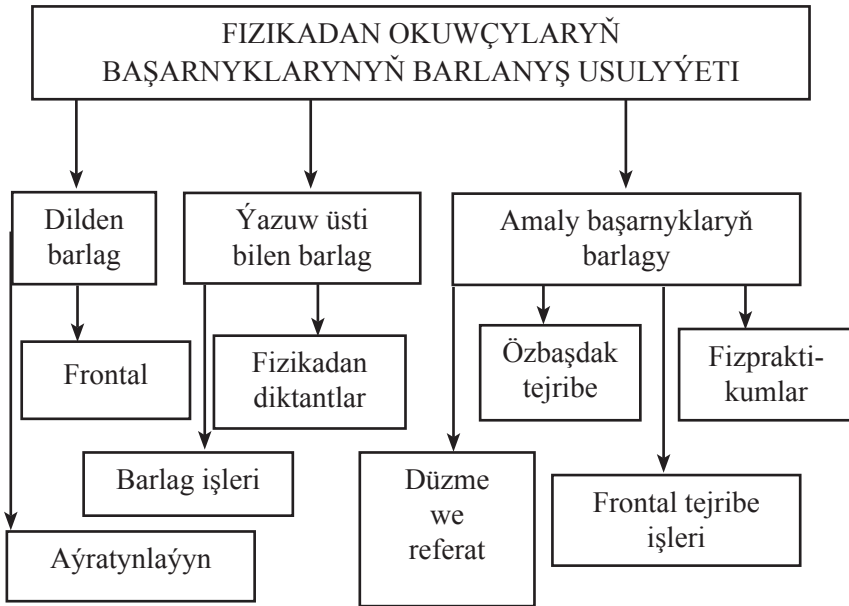 FIZIKADAN OKUWÇYLARYŇ
BAŞARNYKLARYNYŇ BARLANYŞ USULYÝETI
Dilden
barlag
Ýazuw üsti
bilen barlag
Amaly başarnyklaryň
barlagy
Frontal
Fizikadan
diktantlar
Özbaşdak
tejribe
Fizprakti-
kumlar
Barlag işleri
Düzme
we
referat
Frontal tejribe
işleri
Aýratynlaýyn